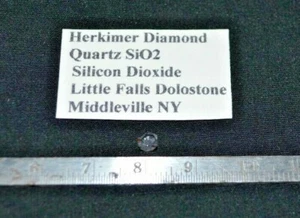 Herkimer Diamond
Quartz SiO2
Silicon Dioxide
Little Falls Dolostone
Middleville NY
7 8 9